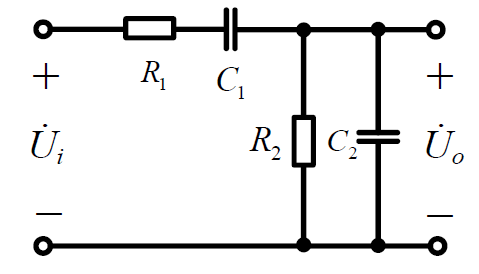 R₁ C₁
+ +
U̇ᵢ R₂ C₂ U̇ₒ
− −